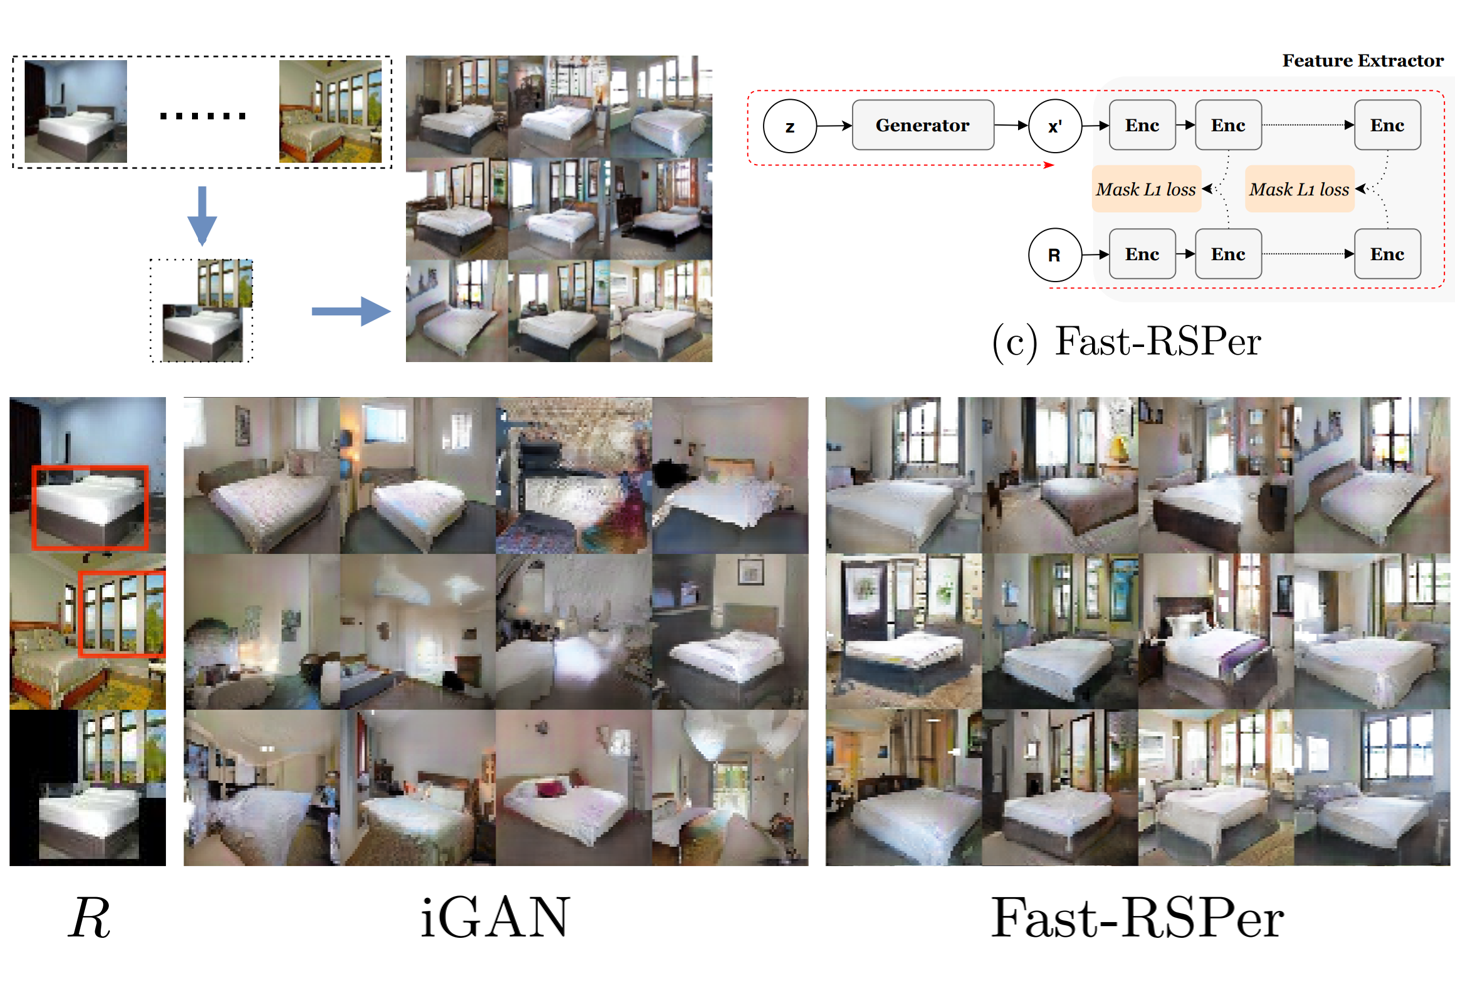 Feature Extractor
z
Generator
x'
Enc
Enc
Enc
Mask L1 loss
Mask L1 loss
R
Enc
Enc
Enc
(c) Fast-RSPer
R
iGAN
Fast-RSPer